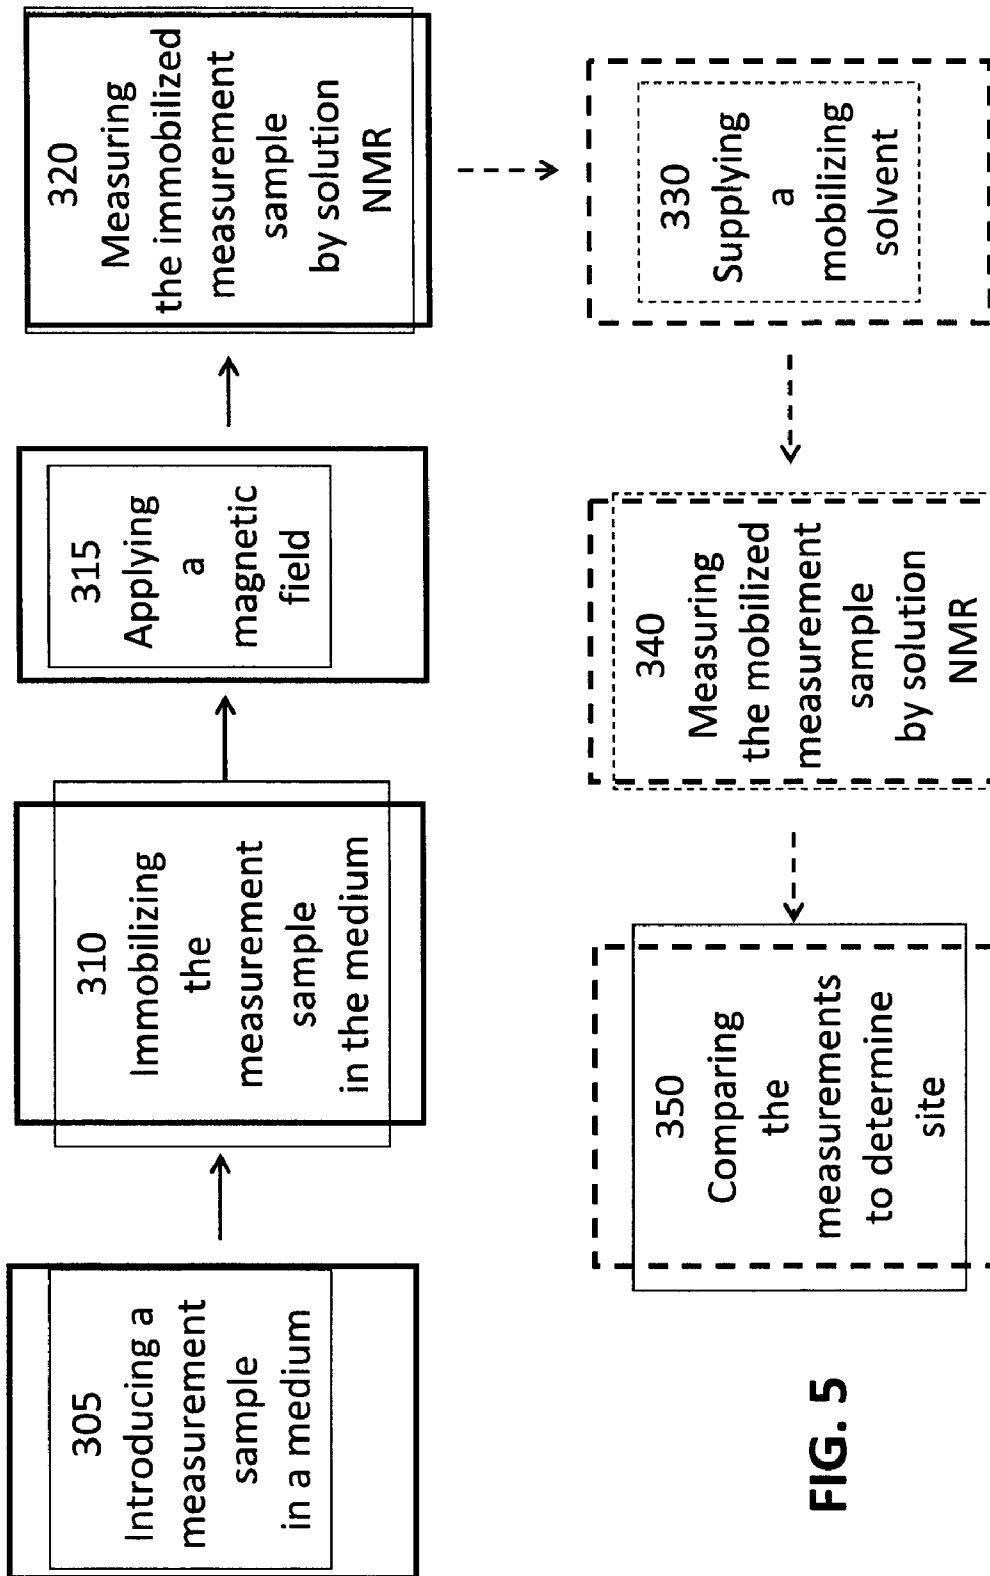 305
Introducing a
measurement
sample
in a medium
310
Immobilizing
the
measurement
sample
in the medium
315
Applying
a
magnetic
field
320
Measuring
the immobilized
measurement
sample
by solution
NMR
330
Supplying
a
mobilizing
solvent
340
Measuring
the mobilized
measurement
sample
by solution
NMR
350
Comparing
the
measurements
to determine
site
FIG. 5